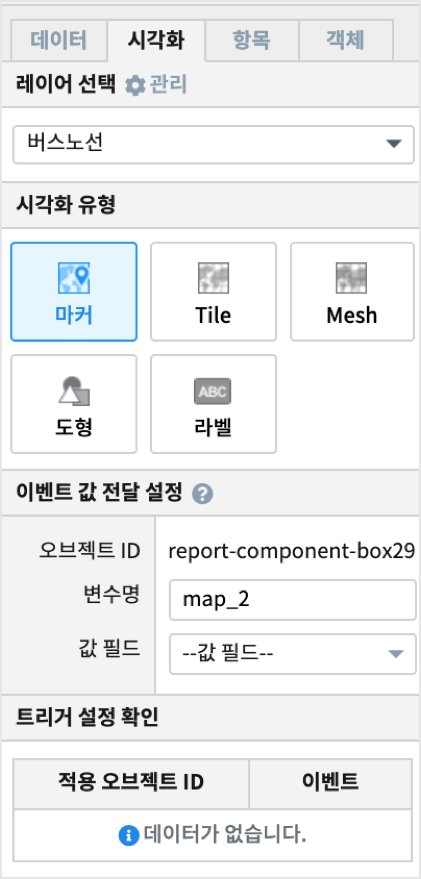 데이터 시각화 항목 객체
레이어 선택 관리
버스노선
시각화 유형
마커 Tile Mesh
ABC
도형 라벨
이벤트 값 전달 설정 ?
오브젝트 ID report-component-box29
변수명 map_2
값 필드 --값 필드--
트리거 설정 확인
적용 오브젝트 ID 이벤트
데이터가 없습니다.